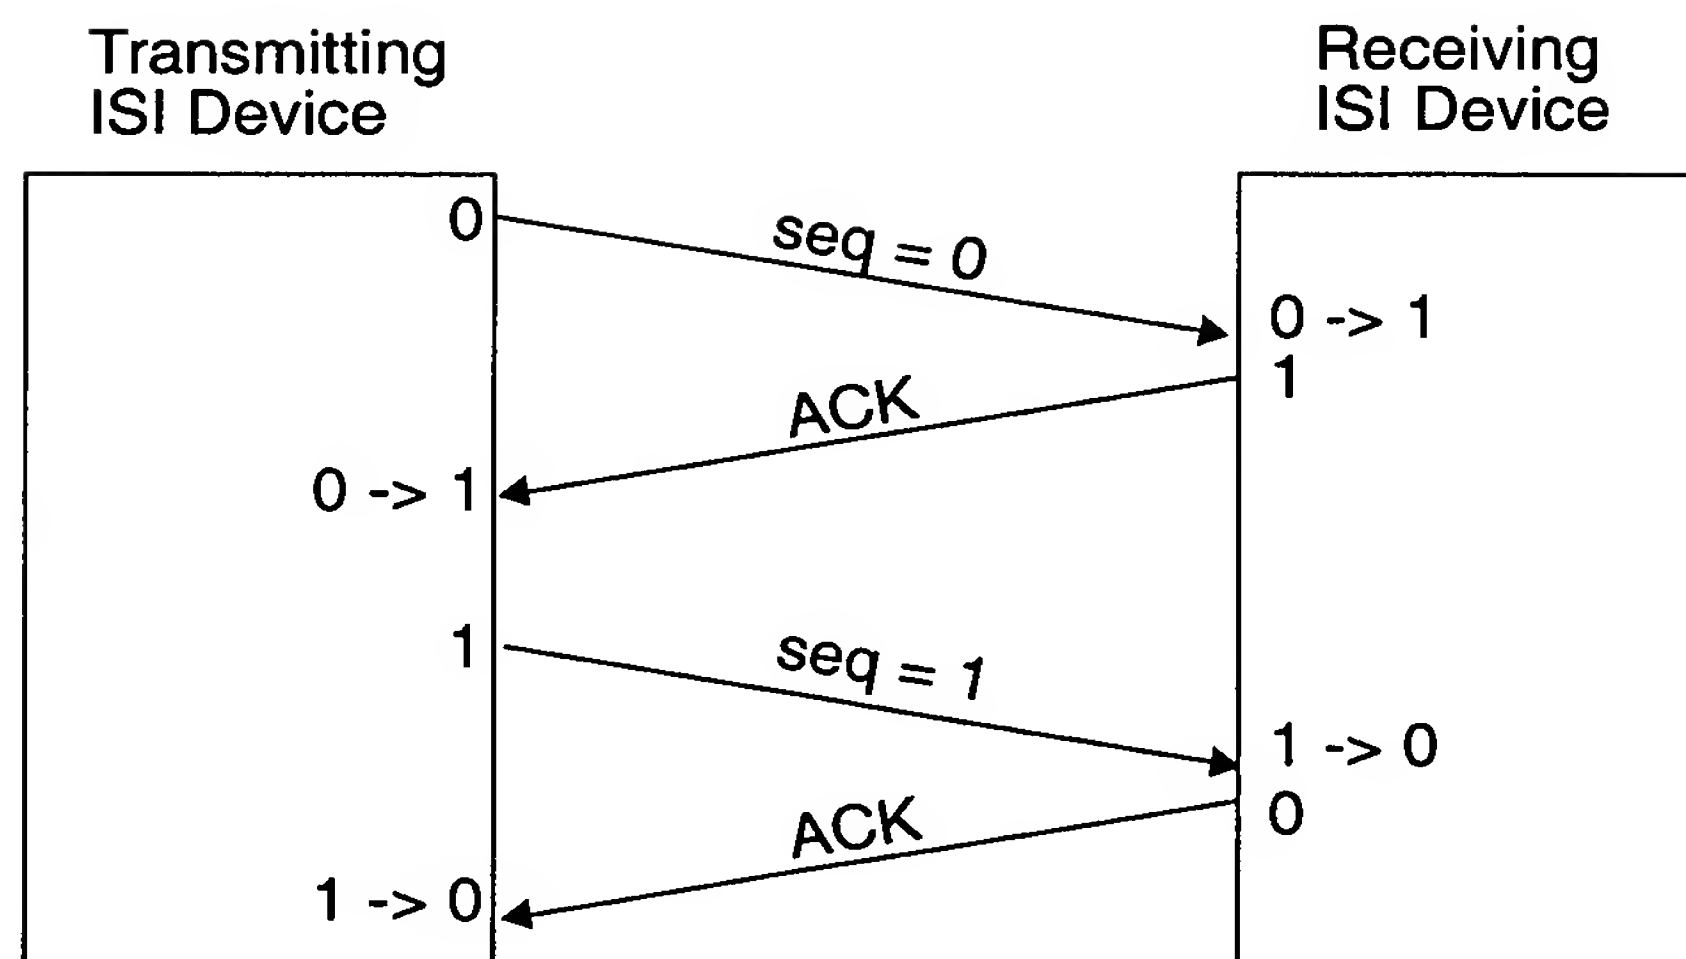 Transmitting
ISI Device
Receiving
ISI Device
0
seq = 0
0 -> 1
1
ACK
0 -> 1
1
seq = 1
1 -> 0
0
ACK
1 -> 0